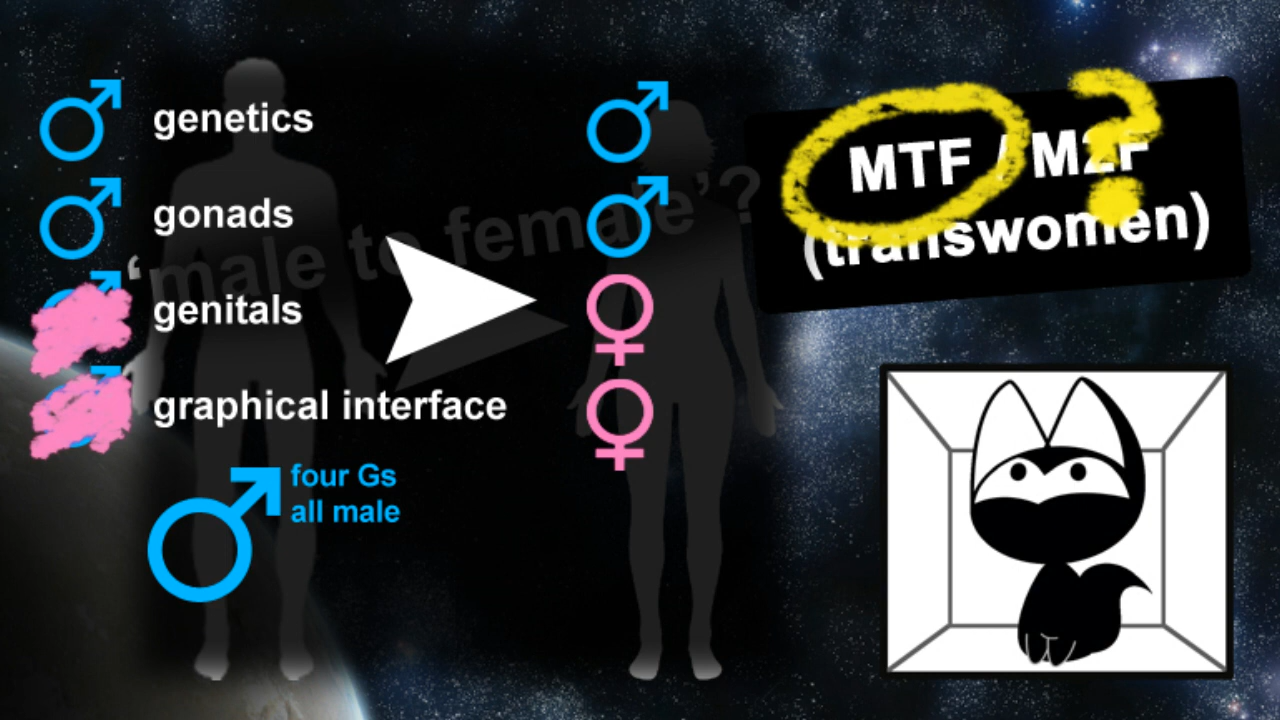 genetics
gonads
genitals
graphical interface
four Gs
all male
‘male to female’?
MTF / M2F
(transwomen)